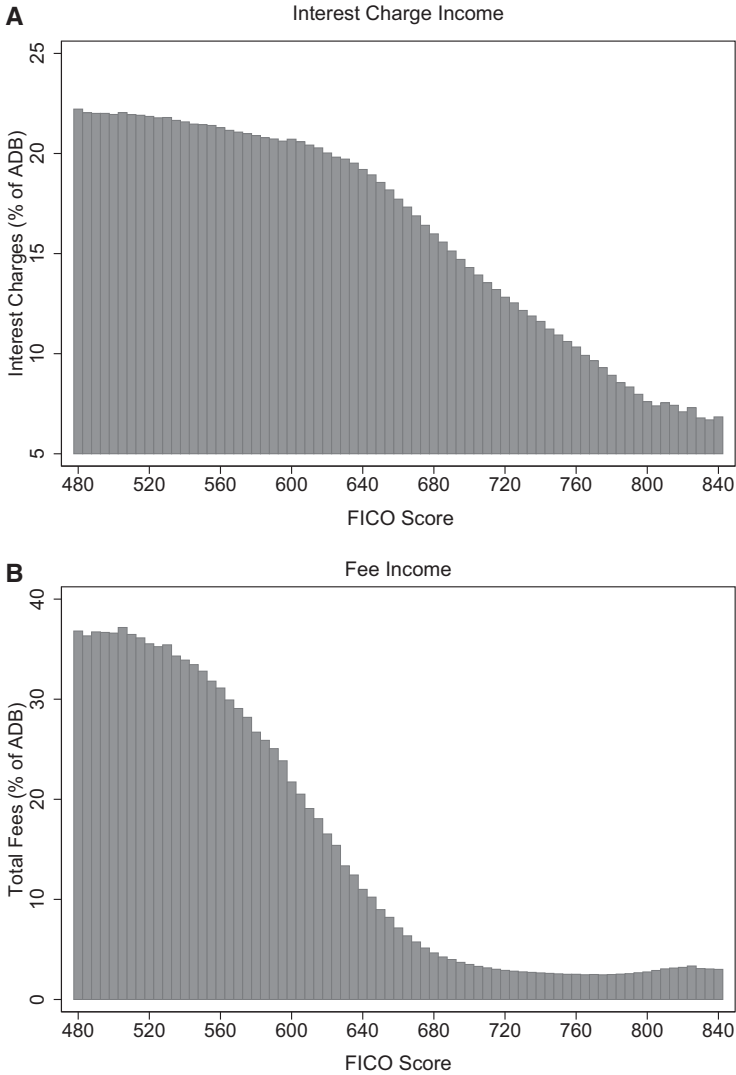 A
Interest Charge Income
Interest Charges (% of ADB)
25
20
15
10
5
480 520 560 600 640 680 720 760 800 840
FICO Score
B
Fee Income
Total Fees (% of ADB)
40
30
20
10
0
480 520 560 600 640 680 720 760 800 840
FICO Score